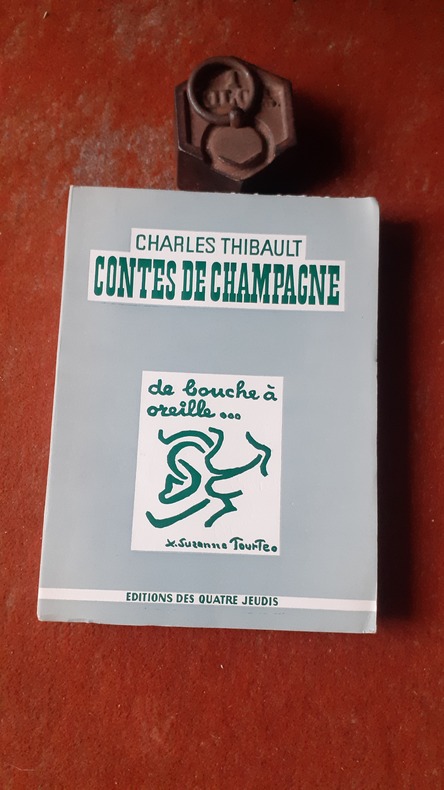 CHARLES THIBAULT
CONTES DE CHAMPAGNE
de bouche à
oreille...
x. Suzanne Tourte.
EDITIONS DES QUATRE JEUDIS